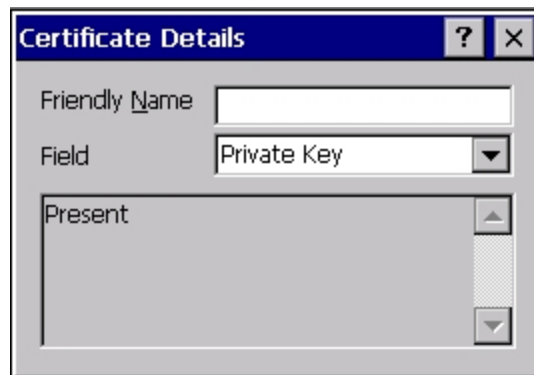 Certificate Details ? ×
Friendly Name
Field Private Key
Present